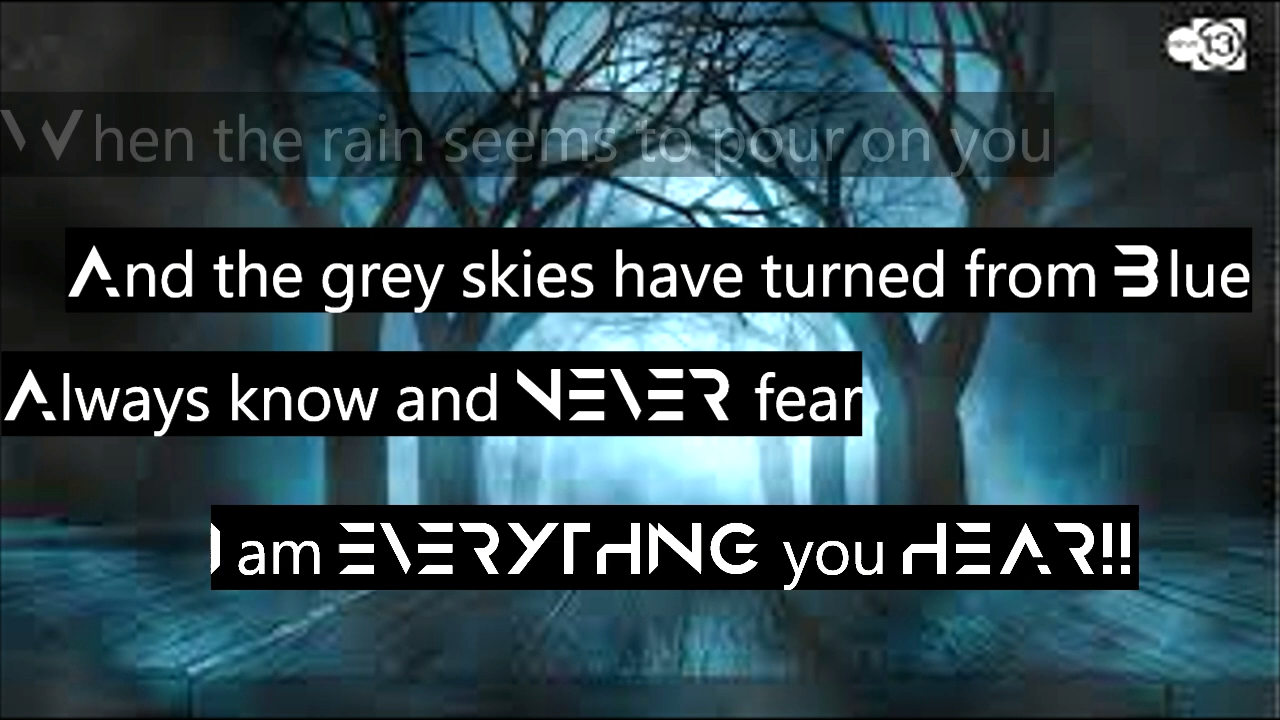 When the rain seems to pour on you
And the grey skies have turned from Blue
Always know and NEVER fear
I am EVERYTHING you HEAR!!
13